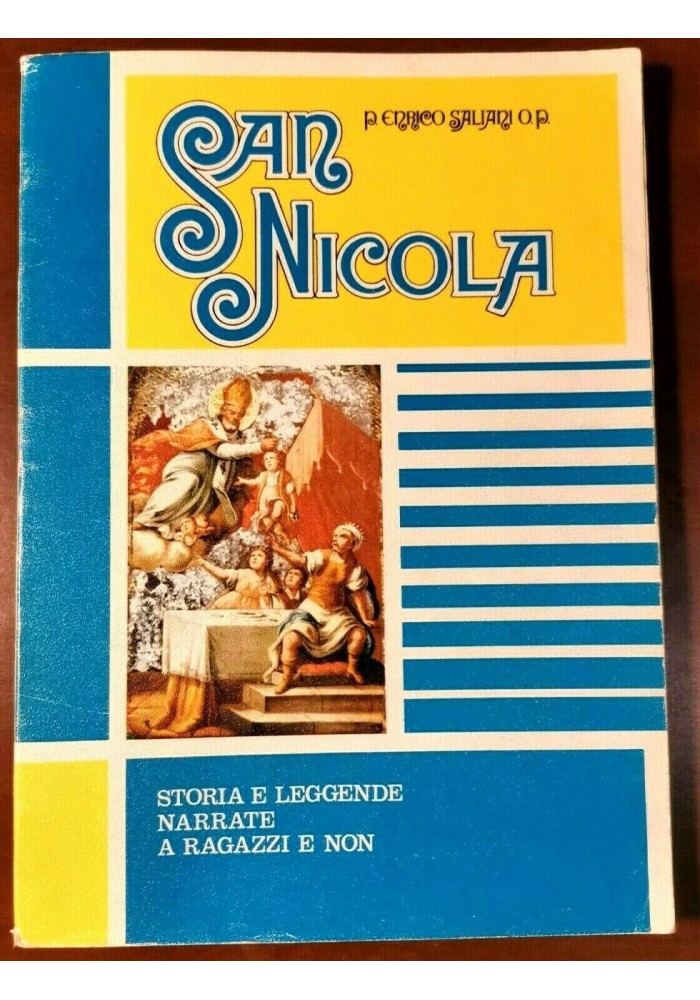 P. ENRICO SALIANI O.P.
SAN
NICOLA
STORIA E LEGGENDE
NARRATE
A RAGAZZI E NON